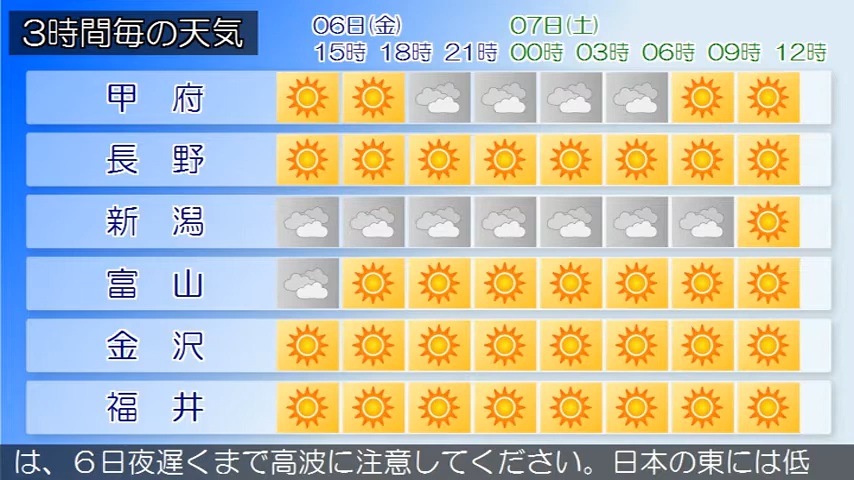 3時間毎の天気
06日(金) 07日(土)
15時 18時 21時 00時 03時 06時 09時 12時
甲府
長野
新潟
富山
金沢
福井
は、６日夜遅くまで高波に注意してください。日本の東には低